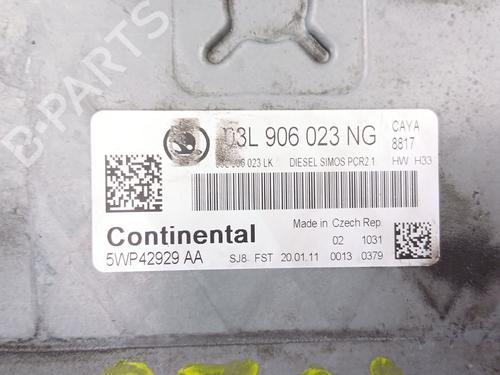 B-PARTS
03L 906 023 NG
CAYA
8817
03L 906 023 LK DIESEL SIMOS PCR2.1 HW H33
Continental
Made in Czech Rep.
02 1031
5WP42929 AA SJ8- FST 20.01.11 0013 0379